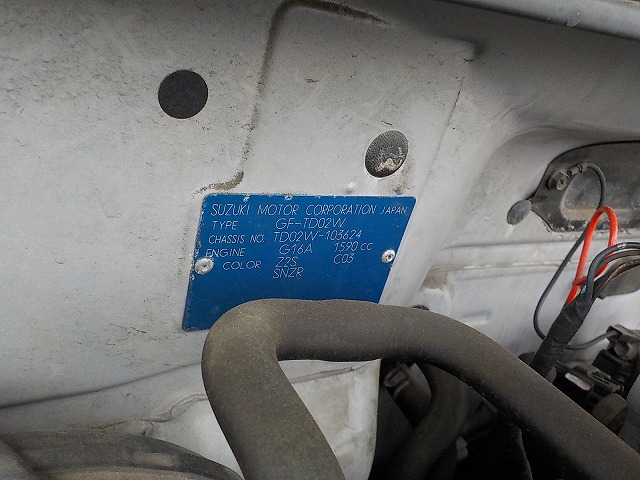 SUZUKI MOTOR CORPORATION JAPAN
TYPE GF-TD02W
CHASSIS NO. TD02W-103624
ENGINE G16A 1590 cc
COLOR Z2S C03
SNZR